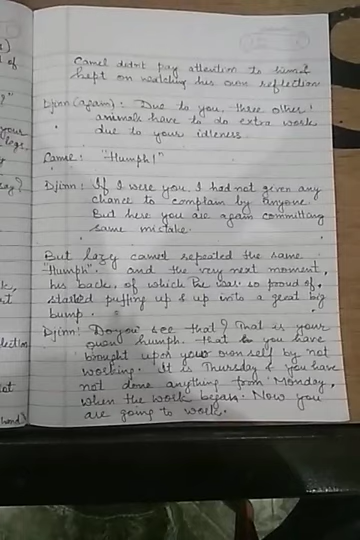 Camel didn't pay attention to him &
kept on watching his own reflection
Djinn (again) : Due to you, three other
animals have to do extra work
due to your idleness.
Camel : "Humph!"
Djinn : If I were you, I had not given any
chance to complain by anyone.
But here you are again committing
same mistake.
But lazy camel repeated the same
"Humph". and the very next moment,
his back, of which he was so proud of,
started puffing up & up into a great big
hump.
Djinn: Do you see that? That is your
own humph. that you have
brought upon your own self by not
working. It is Thursday & you have
not done anything from Monday,
when the work began. Now you
are going to work.